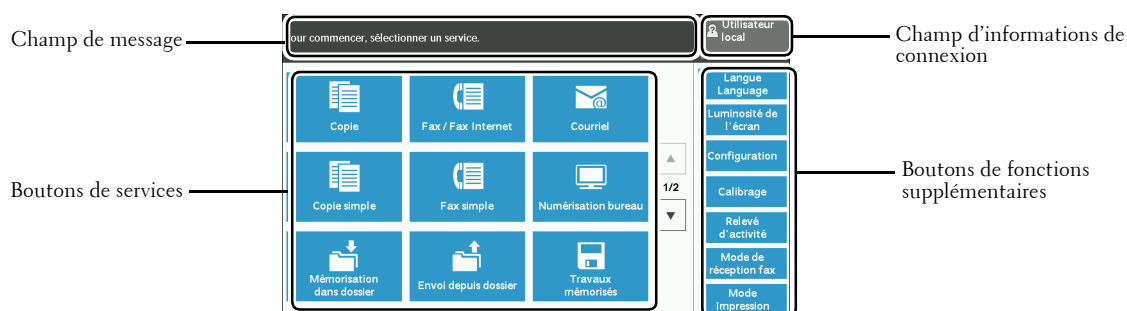 Champ de message
our commencer, sélectionner un service.
Utilisateur
local
Champ d'informations de
connexion
Boutons de services
Copie
Fax / Fax Internet
Courriel
Copie simple
Fax simple
Numérisation bureau
Mémorisation
dans dossier
Envoi depuis dossier
Travaux
mémorisés
1/2
Langue
Language
Luminosité de
l'écran
Configuration
Calibrage
Relevé
d'activité
Mode de
réception fax
Mode
Impression
Boutons de fonctions
supplémentaires